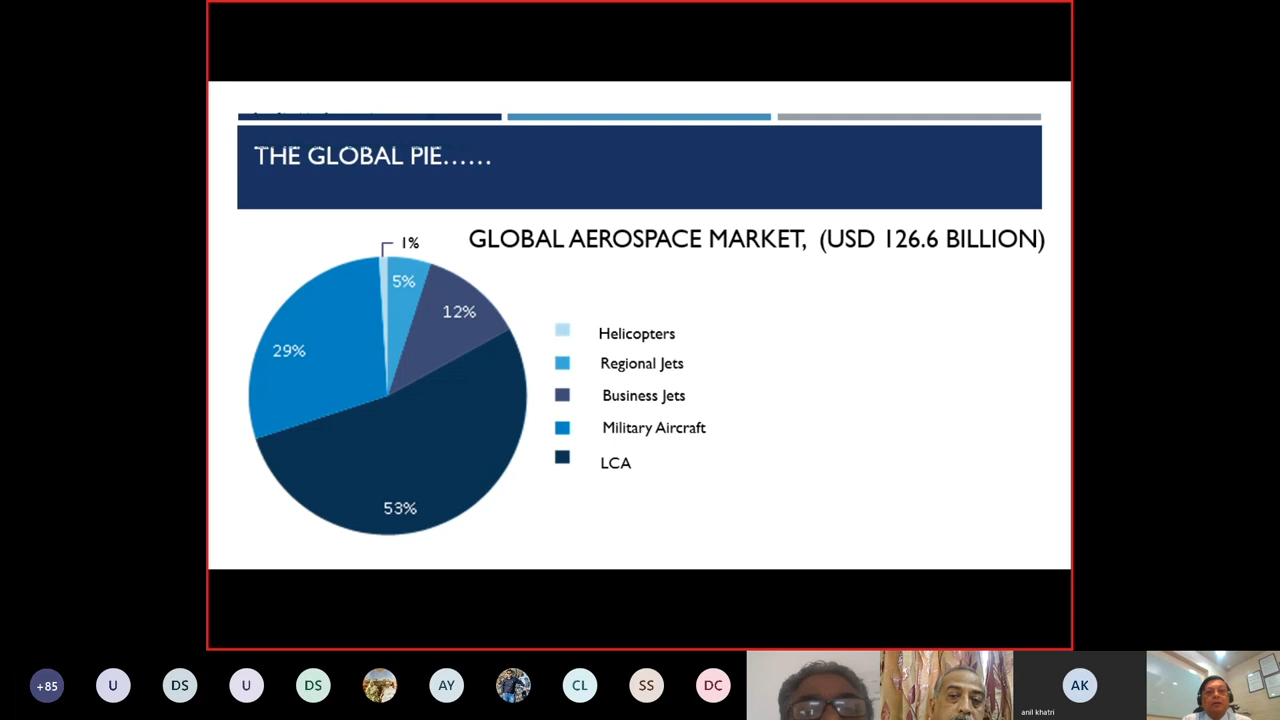 THE GLOBAL PIE......
GLOBAL AEROSPACE MARKET, (USD 126.6 BILLION)
1%
5%
12%
29%
53%
Helicopters
Regional Jets
Business Jets
Military Aircraft
LCA
+85
U
DS
U
DS
AY
CL
SS
DC
AK
anil khatri